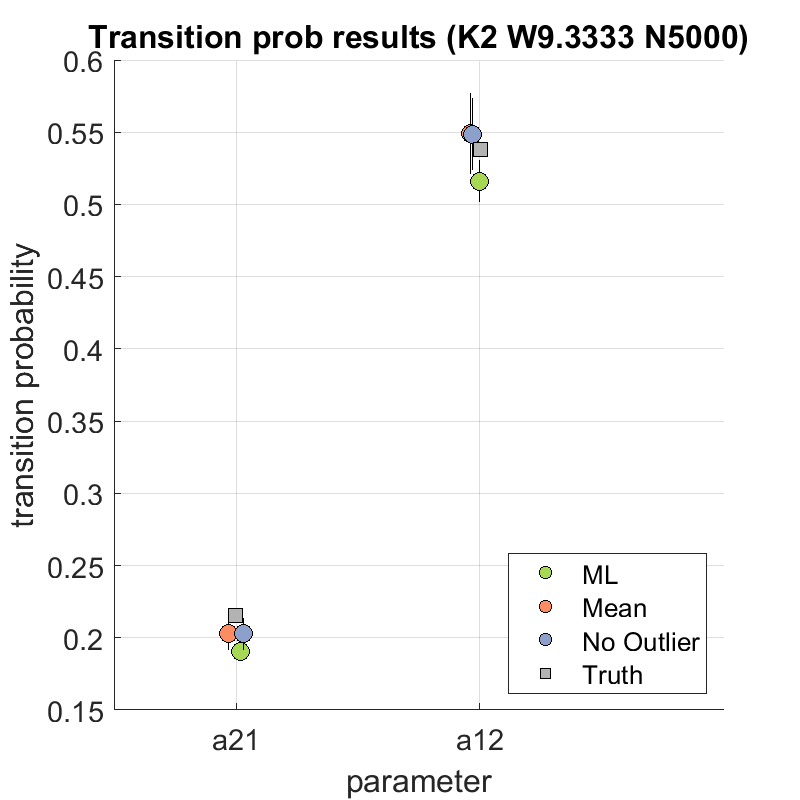 Transition prob results (K2 W9.3333 N5000)
0.6
0.55
0.5
0.45
0.4
0.35
0.3
0.25
0.2
0.15
transition probability
a21
a12
parameter
ML
Mean
No Outlier
Truth